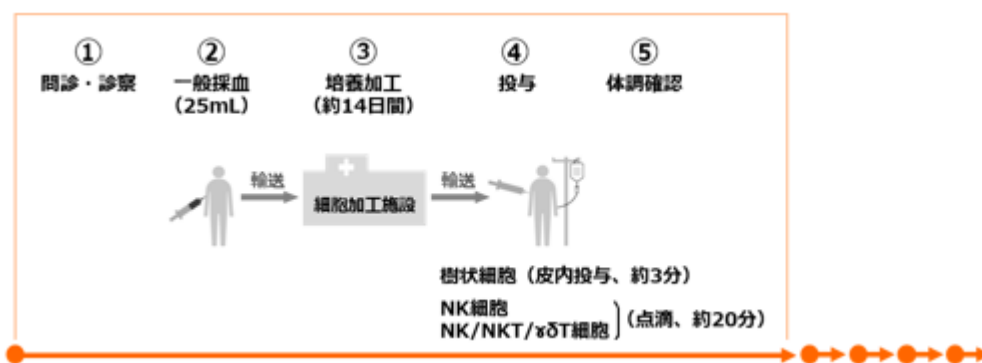 ①
問診・診察
②
一般採血
（25mL）
③
培養加工
（約14日間）
④
投与
⑤
体調確認
輸送
細胞加工施設
輸送
樹状細胞（皮内投与、約3分）
NK細胞
NK/NKT/γδT細胞
（点滴、約20分）